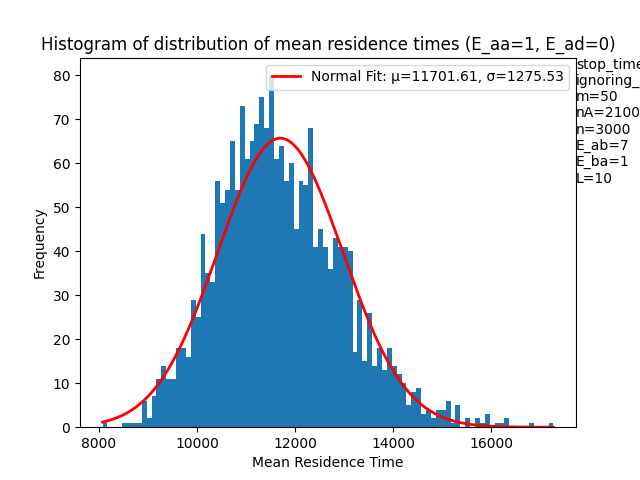 Histogram of distribution of mean residence times (E_aa=1, E_ad=0)
Normal Fit: μ=11701.61, σ=1275.53
stop_time
ignoring_
m=50
nA=2100
n=3000
E_ab=7
E_ba=1
L=10
Frequency
80
70
60
50
40
30
20
10
0
8000 10000 12000 14000 16000
Mean Residence Time